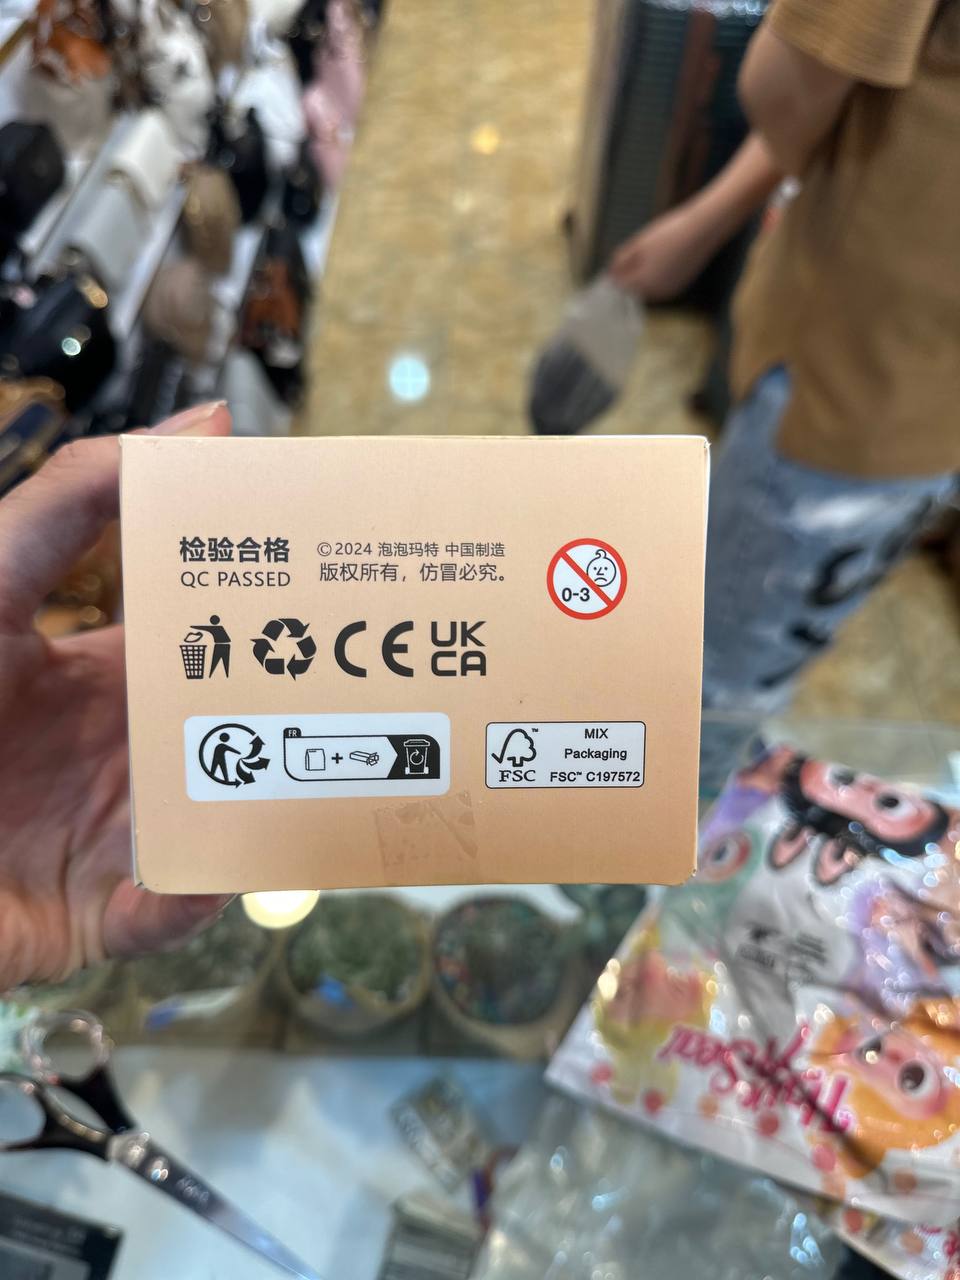 检验合格
QC PASSED
©2024 泡泡玛特 中国制造
版权所有，仿冒必究。
0-3
CE
UK
CA
FR
FSC™
MIX
Packaging
FSC™ C197572